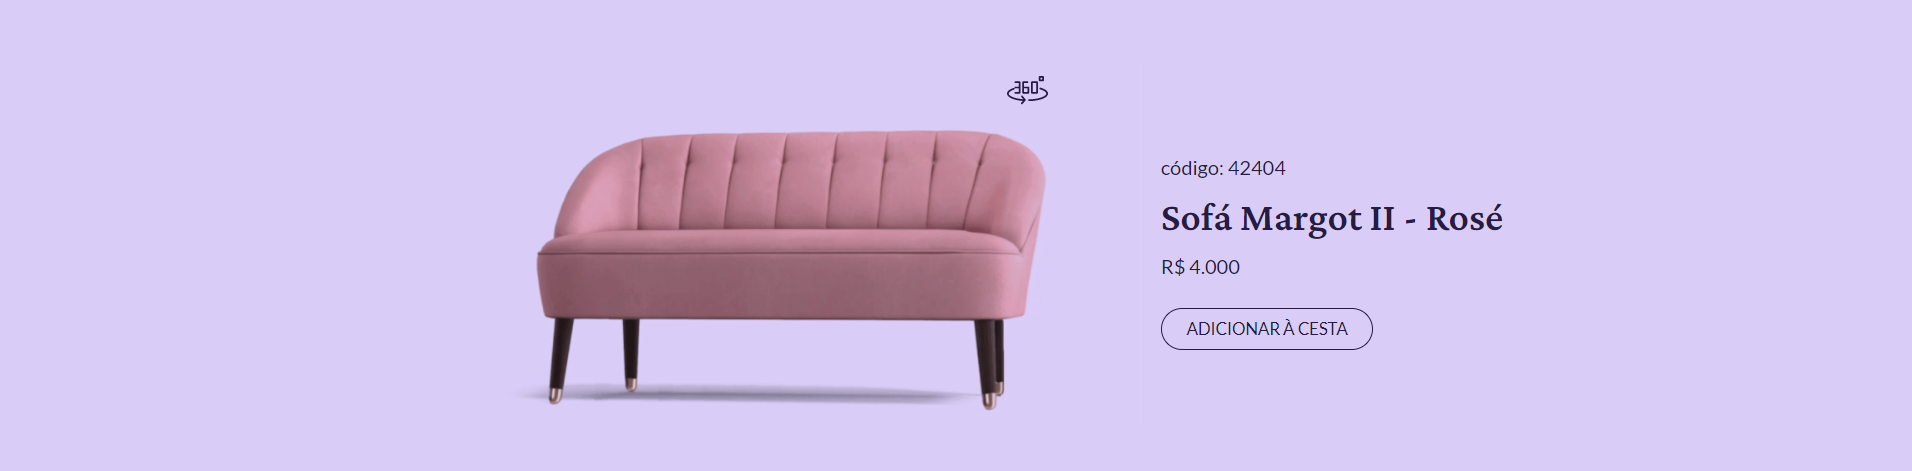 360°
código: 42404
Sofá Margot II - Rosé
R$ 4.000
ADICIONAR À CESTA